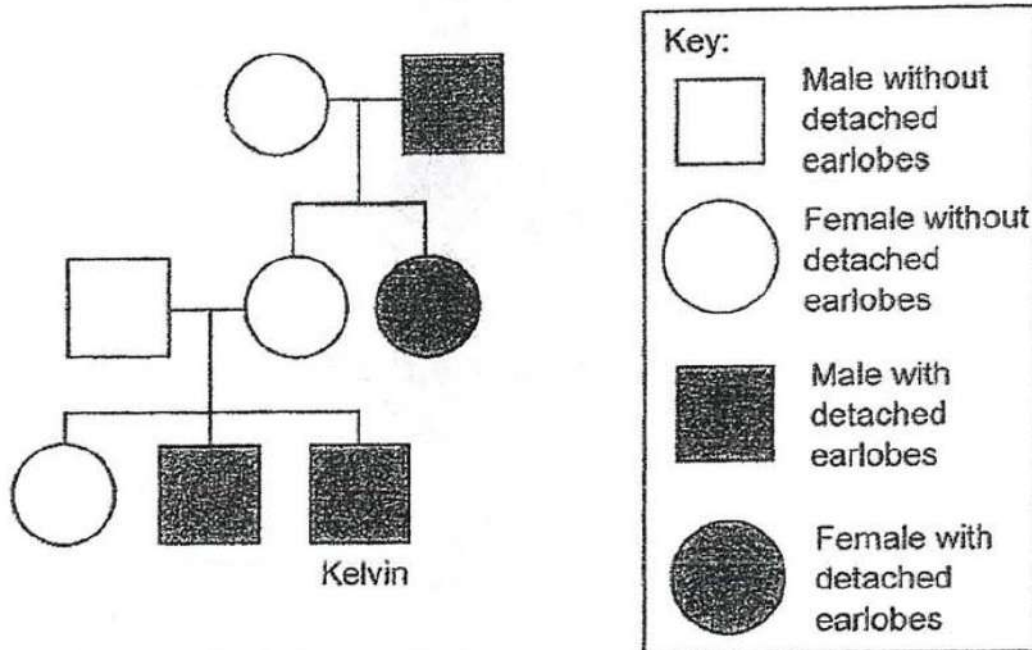 Key:
Male without
detached
earlobes
Female without
detached
earlobes
Male with
detached
earlobes
Female with
detached
earlobes
Kelvin